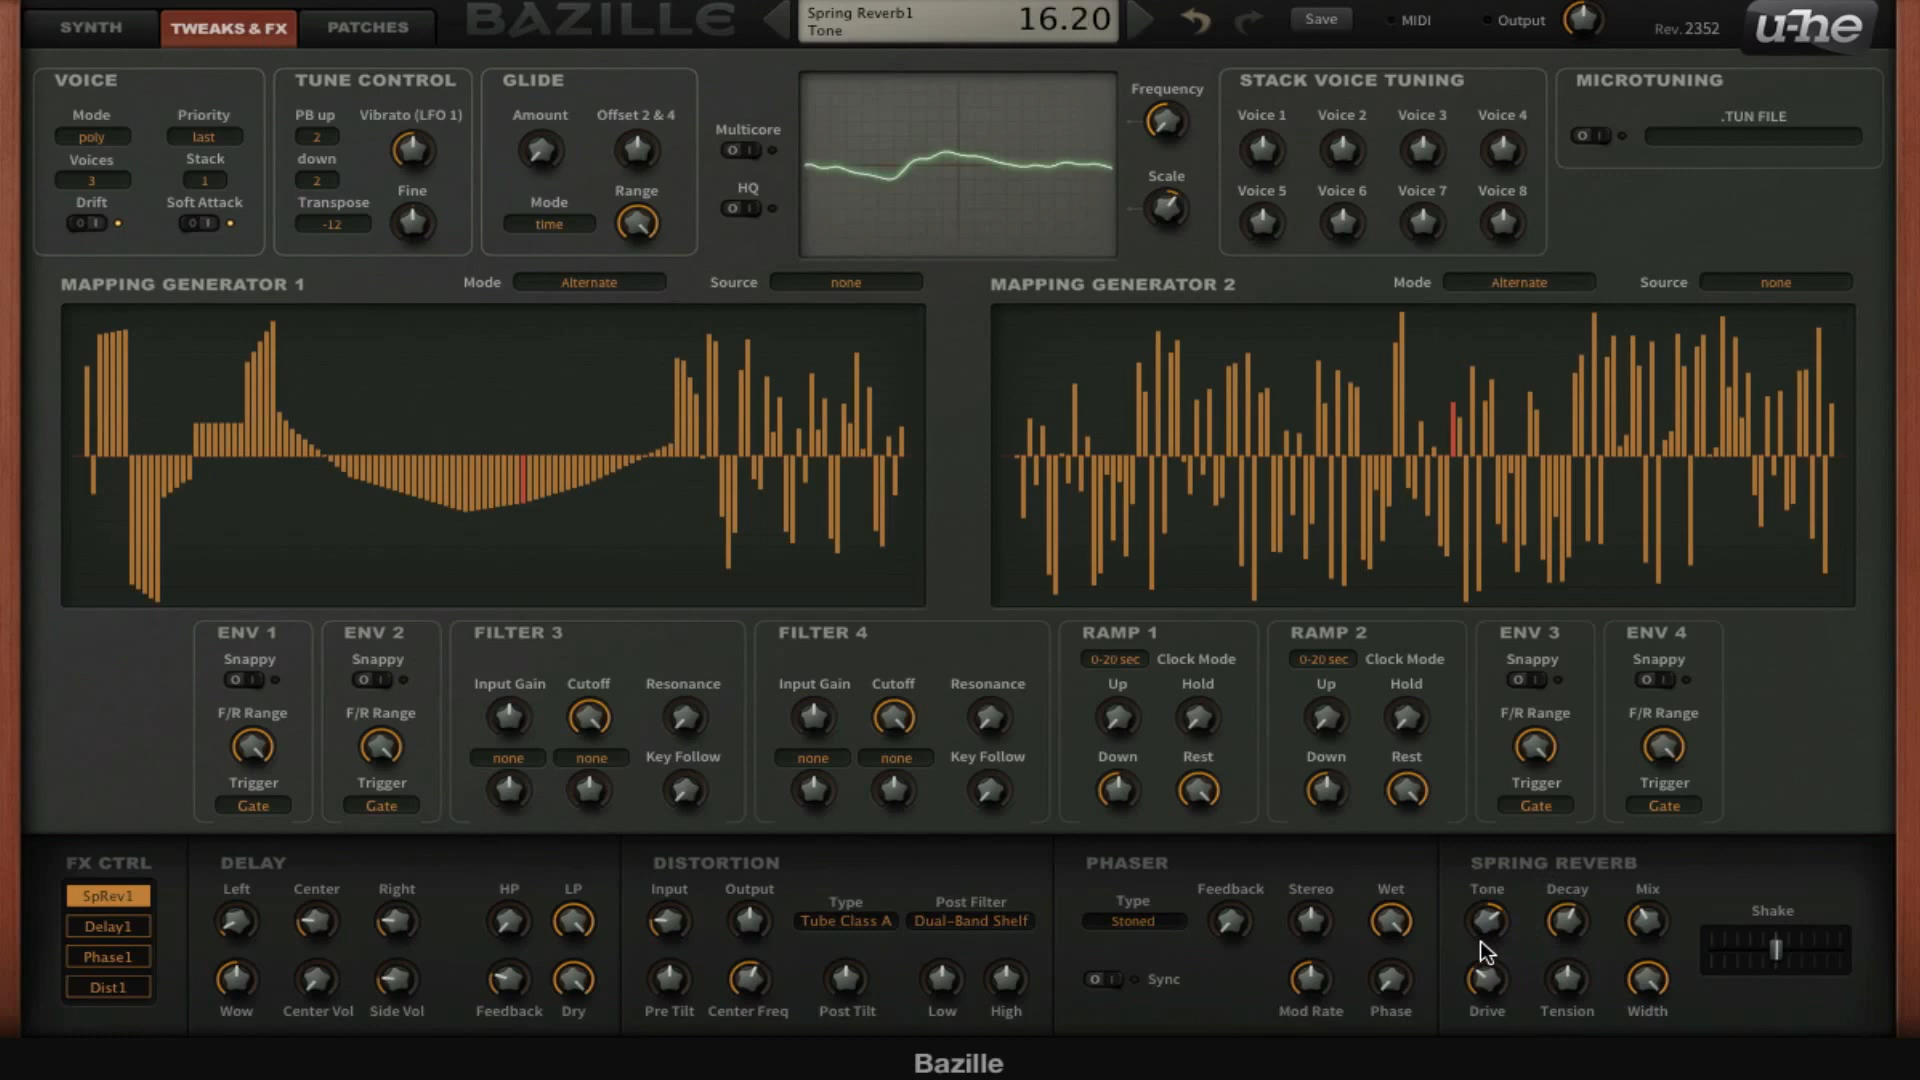 SYNTH
TWEAKS & FX
PATCHES
BAZILLE
Spring Reverb1
Tone
16.20
Save
MIDI
Output
Rev. 2352
u-he
VOICE
Mode
poly
Priority
last
Voices
3
Stack
1
Drift
0 I
Soft Attack
0 I
TUNE CONTROL
PB up
2
Vibrato (LFO 1)
down
2
Fine
Transpose
-12
GLIDE
Amount
Offset 2 & 4
Mode
time
Range
Multicore
0 I
HQ
0 I
Frequency
Scale
STACK VOICE TUNING
Voice 1 Voice 2 Voice 3 Voice 4
Voice 5 Voice 6 Voice 7 Voice 8
MICROTUNING
.TUN FILE
0 I
MAPPING GENERATOR 1
Mode Alternate
Source none
MAPPING GENERATOR 2
Mode Alternate
Source none
ENV 1
Snappy
0 I
F/R Range
Trigger
Gate
ENV 2
Snappy
0 I
F/R Range
Trigger
Gate
FILTER 3
Input Gain Cutoff Resonance
none none Key Follow
FILTER 4
Input Gain Cutoff Resonance
none none Key Follow
RAMP 1
0-20 sec Clock Mode
Up Hold
Down Rest
RAMP 2
0-20 sec Clock Mode
Up Hold
Down Rest
ENV 3
Snappy
0 I
F/R Range
Trigger
Gate
ENV 4
Snappy
0 I
F/R Range
Trigger
Gate
FX CTRL
SpRev1
Delay1
Phase1
Dist1
DELAY
Left Center Right HP LP
Wow Center Vol Side Vol Feedback Dry
DISTORTION
Input Output
Type
Tube Class A
Post Filter
Dual-Band Shelf
Pre Tilt Center Freq Post Tilt Low High
PHASER
Type
Stoned
Feedback Stereo Wet
0 I Sync
Mod Rate Phase
SPRING REVERB
Tone Decay Mix
Shake
Drive Tension Width
Bazille